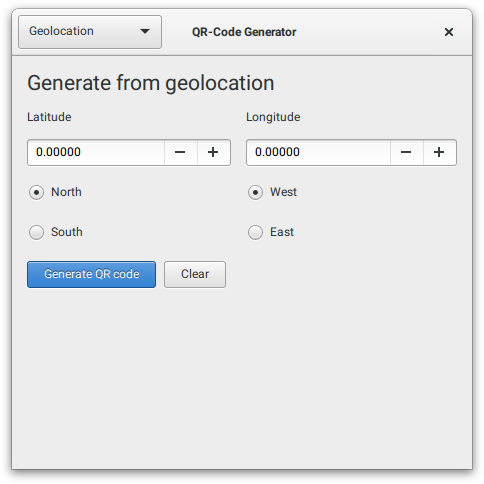 Geolocation
QR-Code Generator
Generate from geolocation
Latitude
Longitude
0.00000
0.00000
North
West
South
East
Generate QR code
Clear